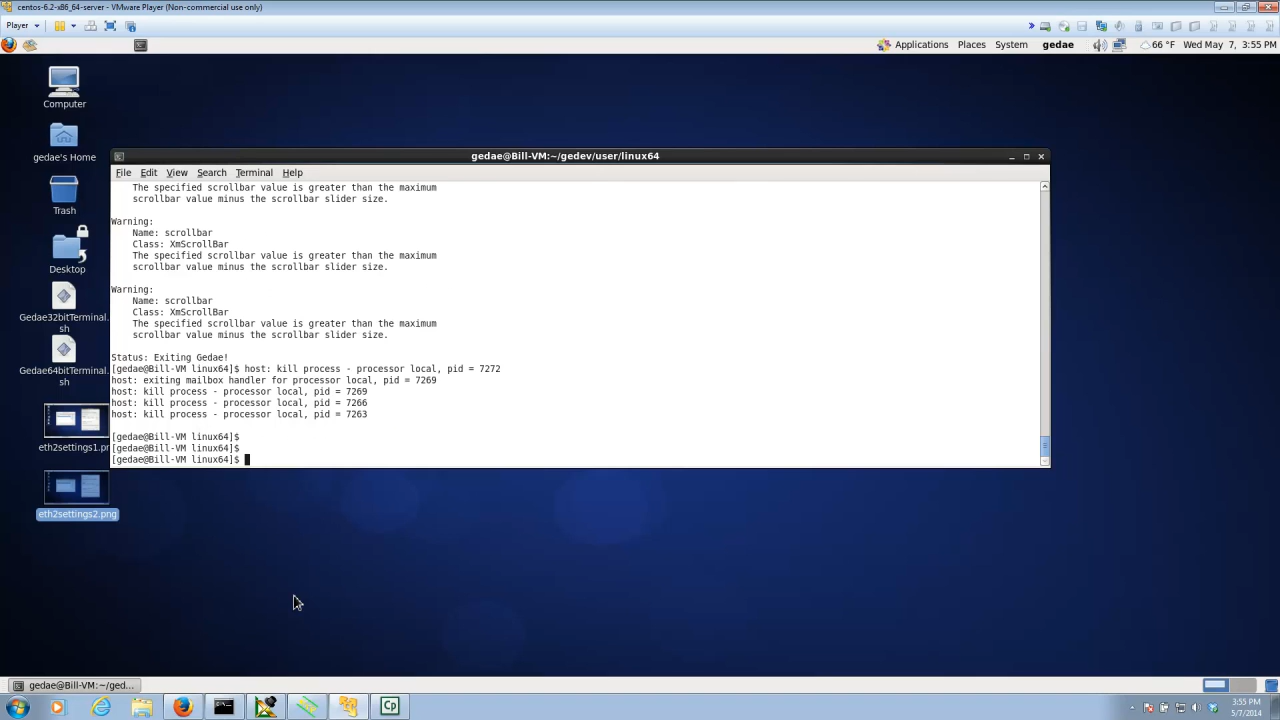 centos-6.2-x86_64-server - VMware Player (Non-commercial use only)
Player
Applications Places System gedae 66 °F Wed May 7, 3:55 PM
Computer
gedae's Home
Trash
Desktop
Gedae32bitTerminal.
sh
Gedae64bitTerminal.
sh
eth2settings1.pn
eth2settings2.png
gedae@Bill-VM:~/gedev/user/linux64
File Edit View Search Terminal Help
The specified scrollbar value is greater than the maximum
scrollbar value minus the scrollbar slider size.
Warning:
Name: scrollbar
Class: XmScrollBar
The specified scrollbar value is greater than the maximum
scrollbar value minus the scrollbar slider size.
Warning:
Name: scrollbar
Class: XmScrollBar
The specified scrollbar value is greater than the maximum
scrollbar value minus the scrollbar slider size.
Status: Exiting Gedae!
[gedae@Bill-VM linux64]$ host: kill process - processor local, pid = 7272
host: exiting mailbox handler for processor local, pid = 7269
host: kill process - processor local, pid = 7269
host: kill process - processor local, pid = 7266
host: kill process - processor local, pid = 7263
[gedae@Bill-VM linux64]$
[gedae@Bill-VM linux64]$
[gedae@Bill-VM linux64]$
gedae@Bill-VM:~/ged...
Cp
3:55 PM
5/7/2014